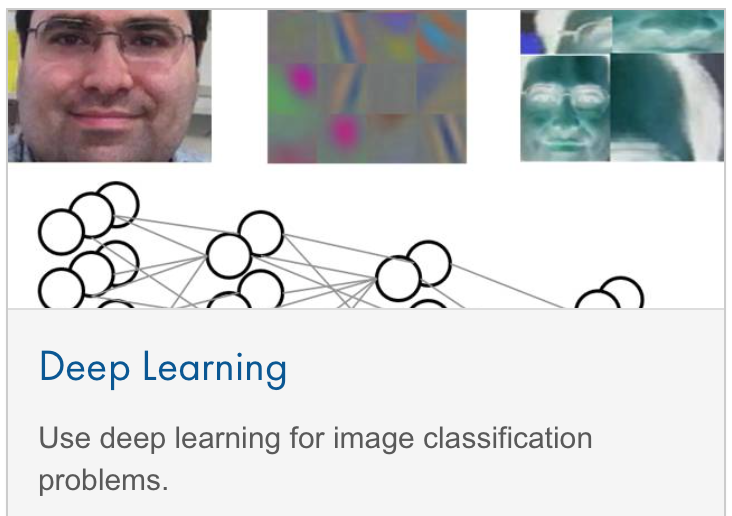 Deep Learning
Use deep learning for image classification
problems.